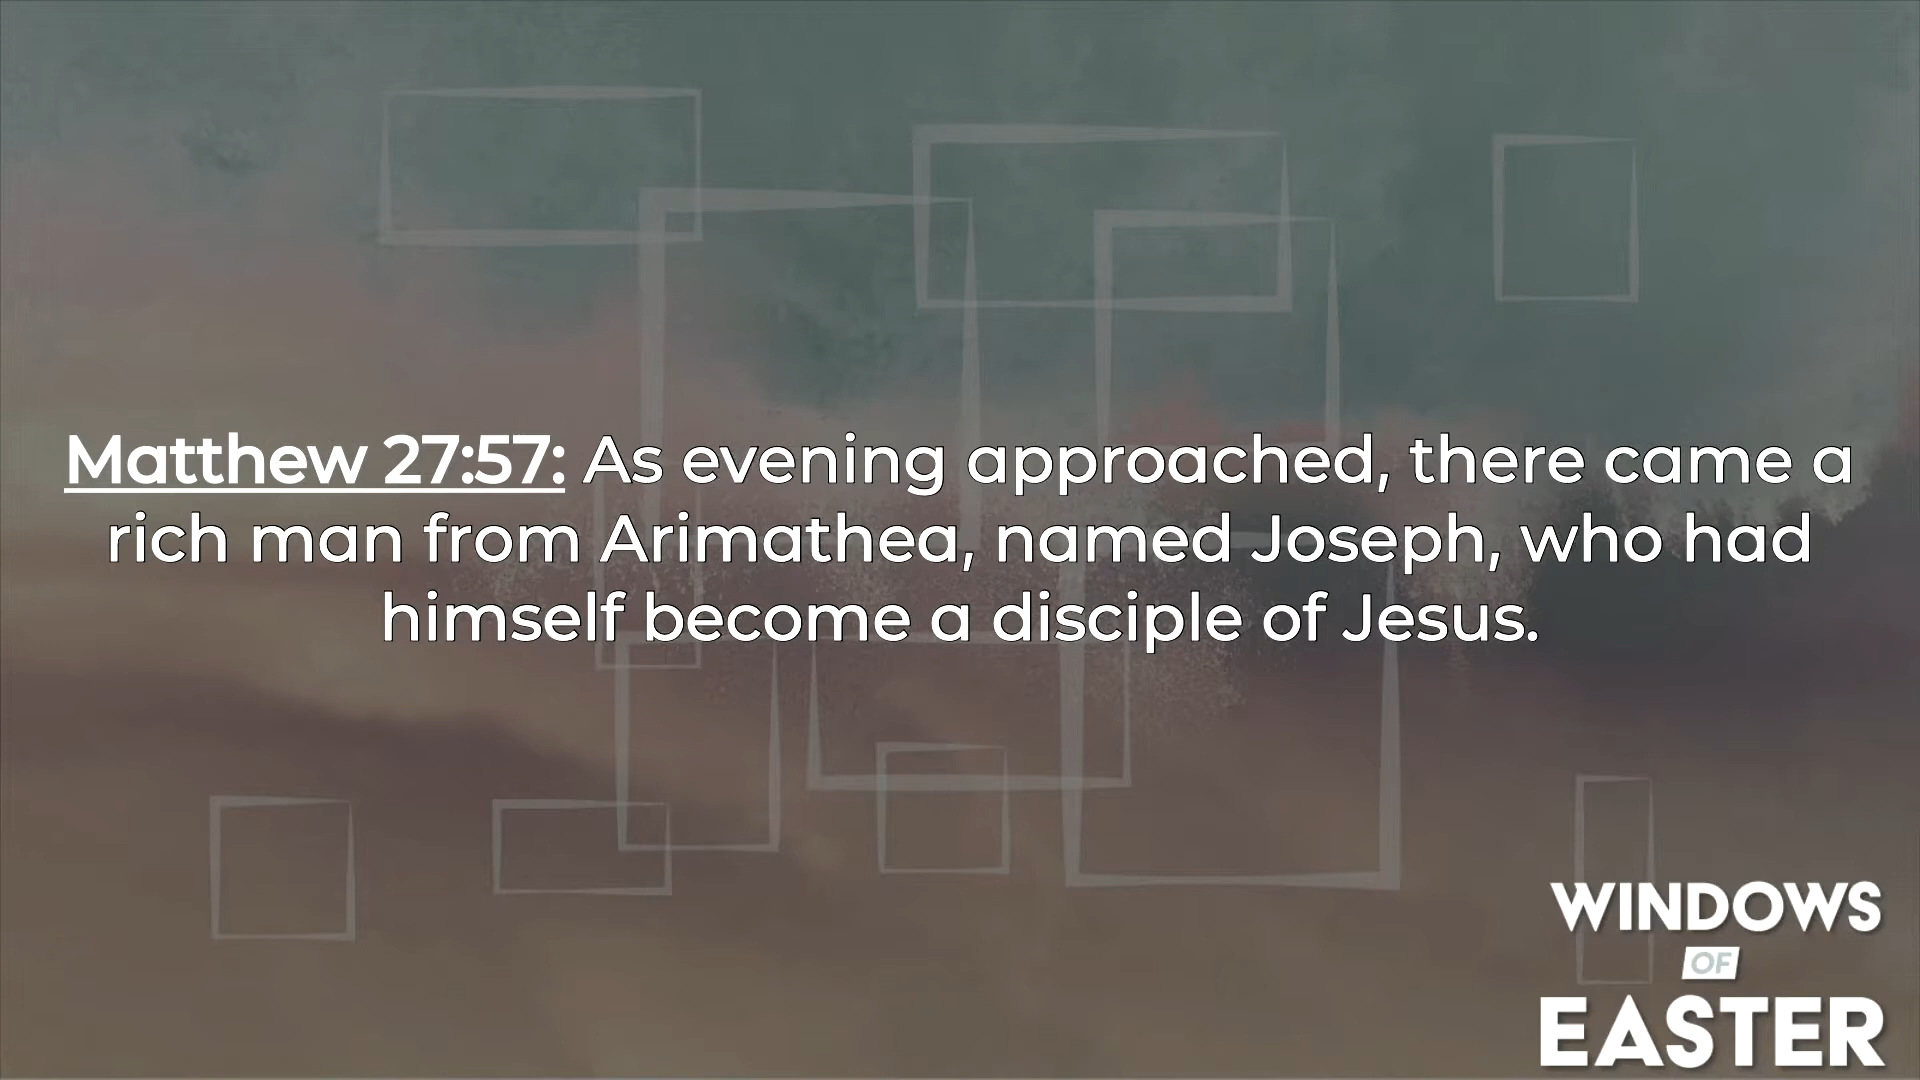 Matthew 27:57: As evening approached, there came a
rich man from Arimathea, named Joseph, who had
himself become a disciple of Jesus.
WINDOWS
OF
EASTER